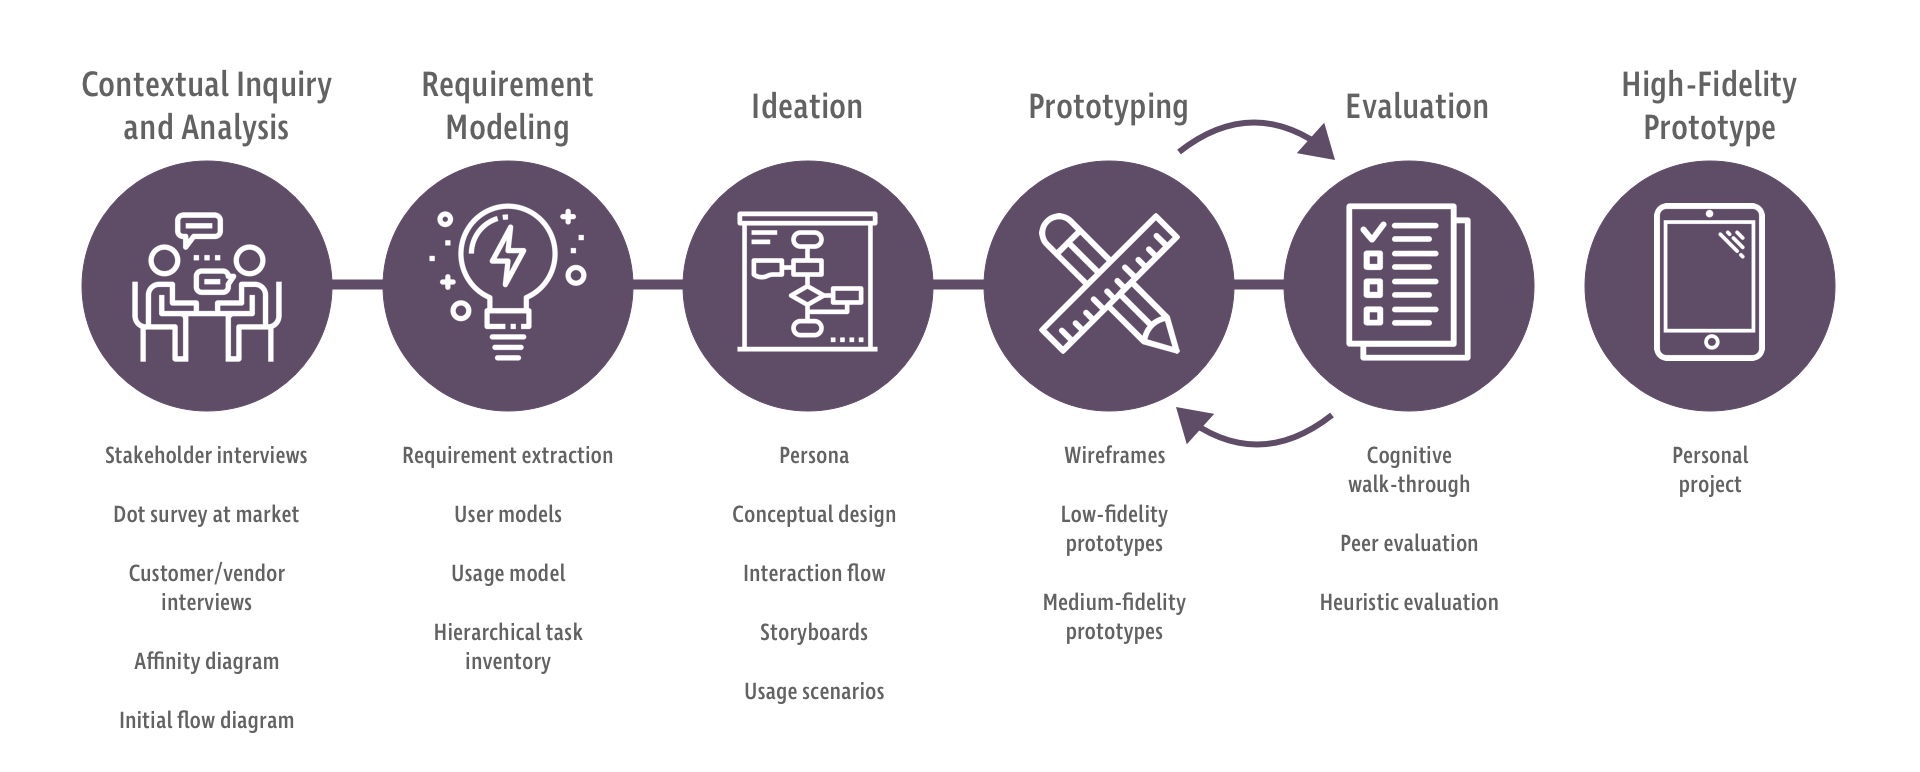 Contextual Inquiry
and Analysis
Requirement
Modeling
Ideation
Prototyping
Evaluation
High-Fidelity
Prototype
Stakeholder interviews
Dot survey at market
Customer/vendor
interviews
Affinity diagram
Initial flow diagram
Requirement extraction
User models
Usage model
Hierarchical task
inventory
Persona
Conceptual design
Interaction flow
Storyboards
Usage scenarios
Wireframes
Low-fidelity
prototypes
Medium-fidelity
prototypes
Cognitive
walk-through
Peer evaluation
Heuristic evaluation
Personal
project